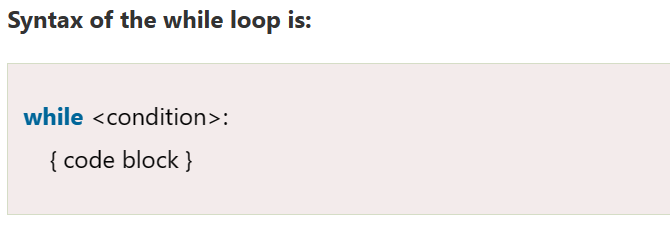 Syntax of the while loop is:
while <condition>:
{ code block }